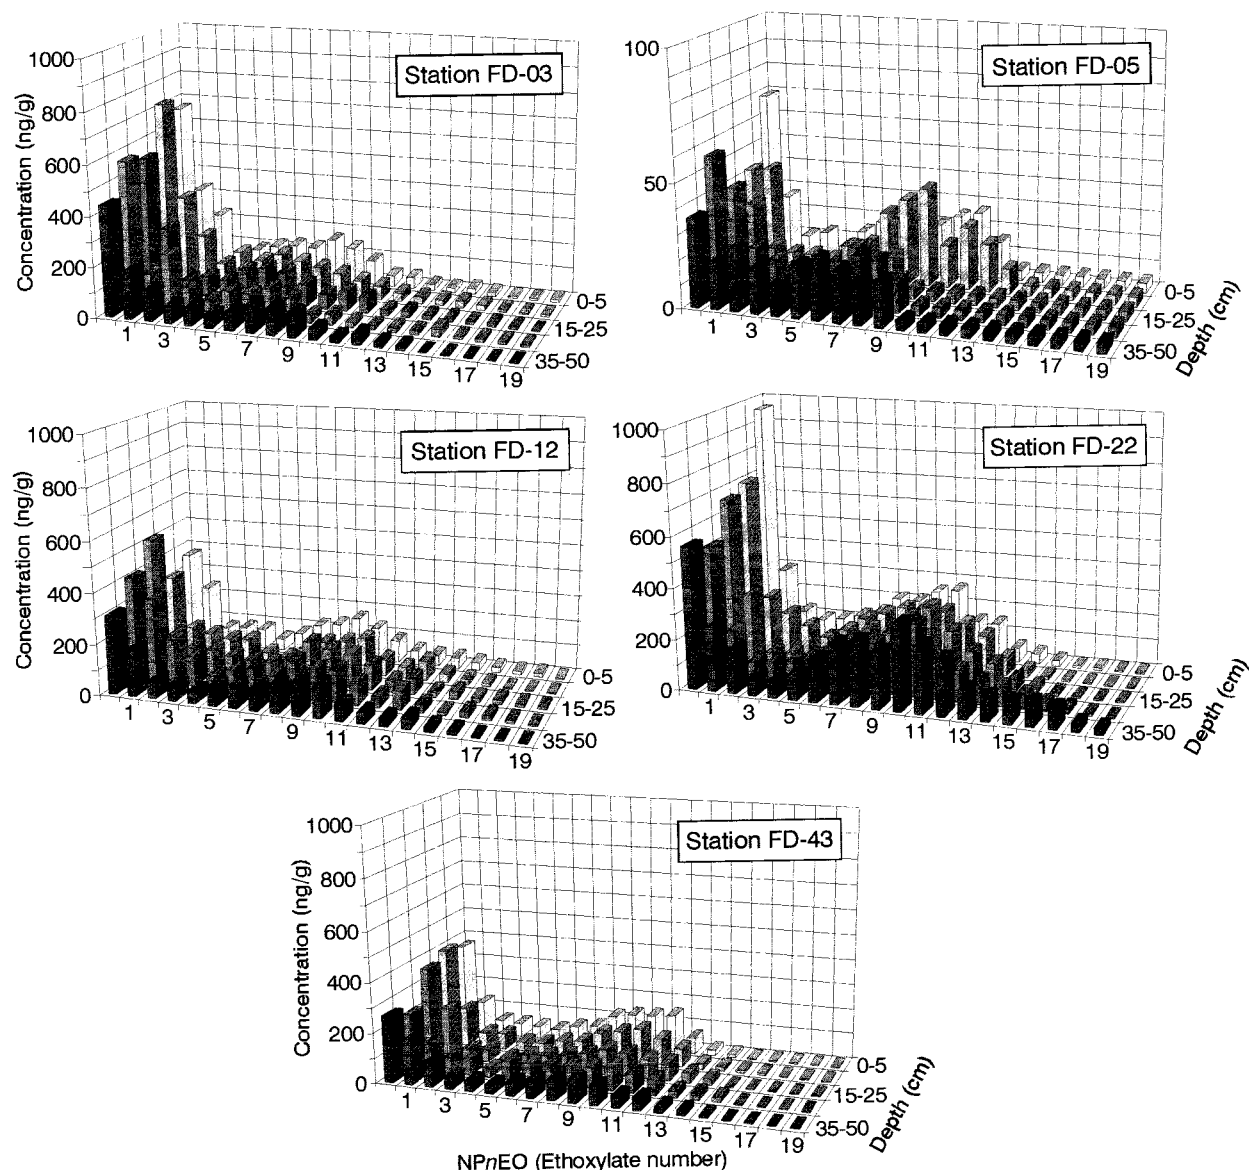 Station FD-03
Concentration (ng/g)
1000
800
600
400
200
0
1 3 5 7 9 11 13 15 17 19
0-5
15-25
35-50
Station FD-05
100
50
0
1 3 5 7 9 11 13 15 17 19
0-5
15-25
35-50
Depth (cm)
Station FD-12
Concentration (ng/g)
1000
800
600
400
200
0
1 3 5 7 9 11 13 15 17 19
0-5
15-25
35-50
Station FD-22
1000
800
600
400
200
0
1 3 5 7 9 11 13 15 17 19
0-5
15-25
35-50
Depth (cm)
Station FD-43
Concentration (ng/g)
1000
800
600
400
200
0
1 3 5 7 9 11 13 15 17 19
0-5
15-25
35-50
Depth (cm)
NPnEO (Ethoxylate number)